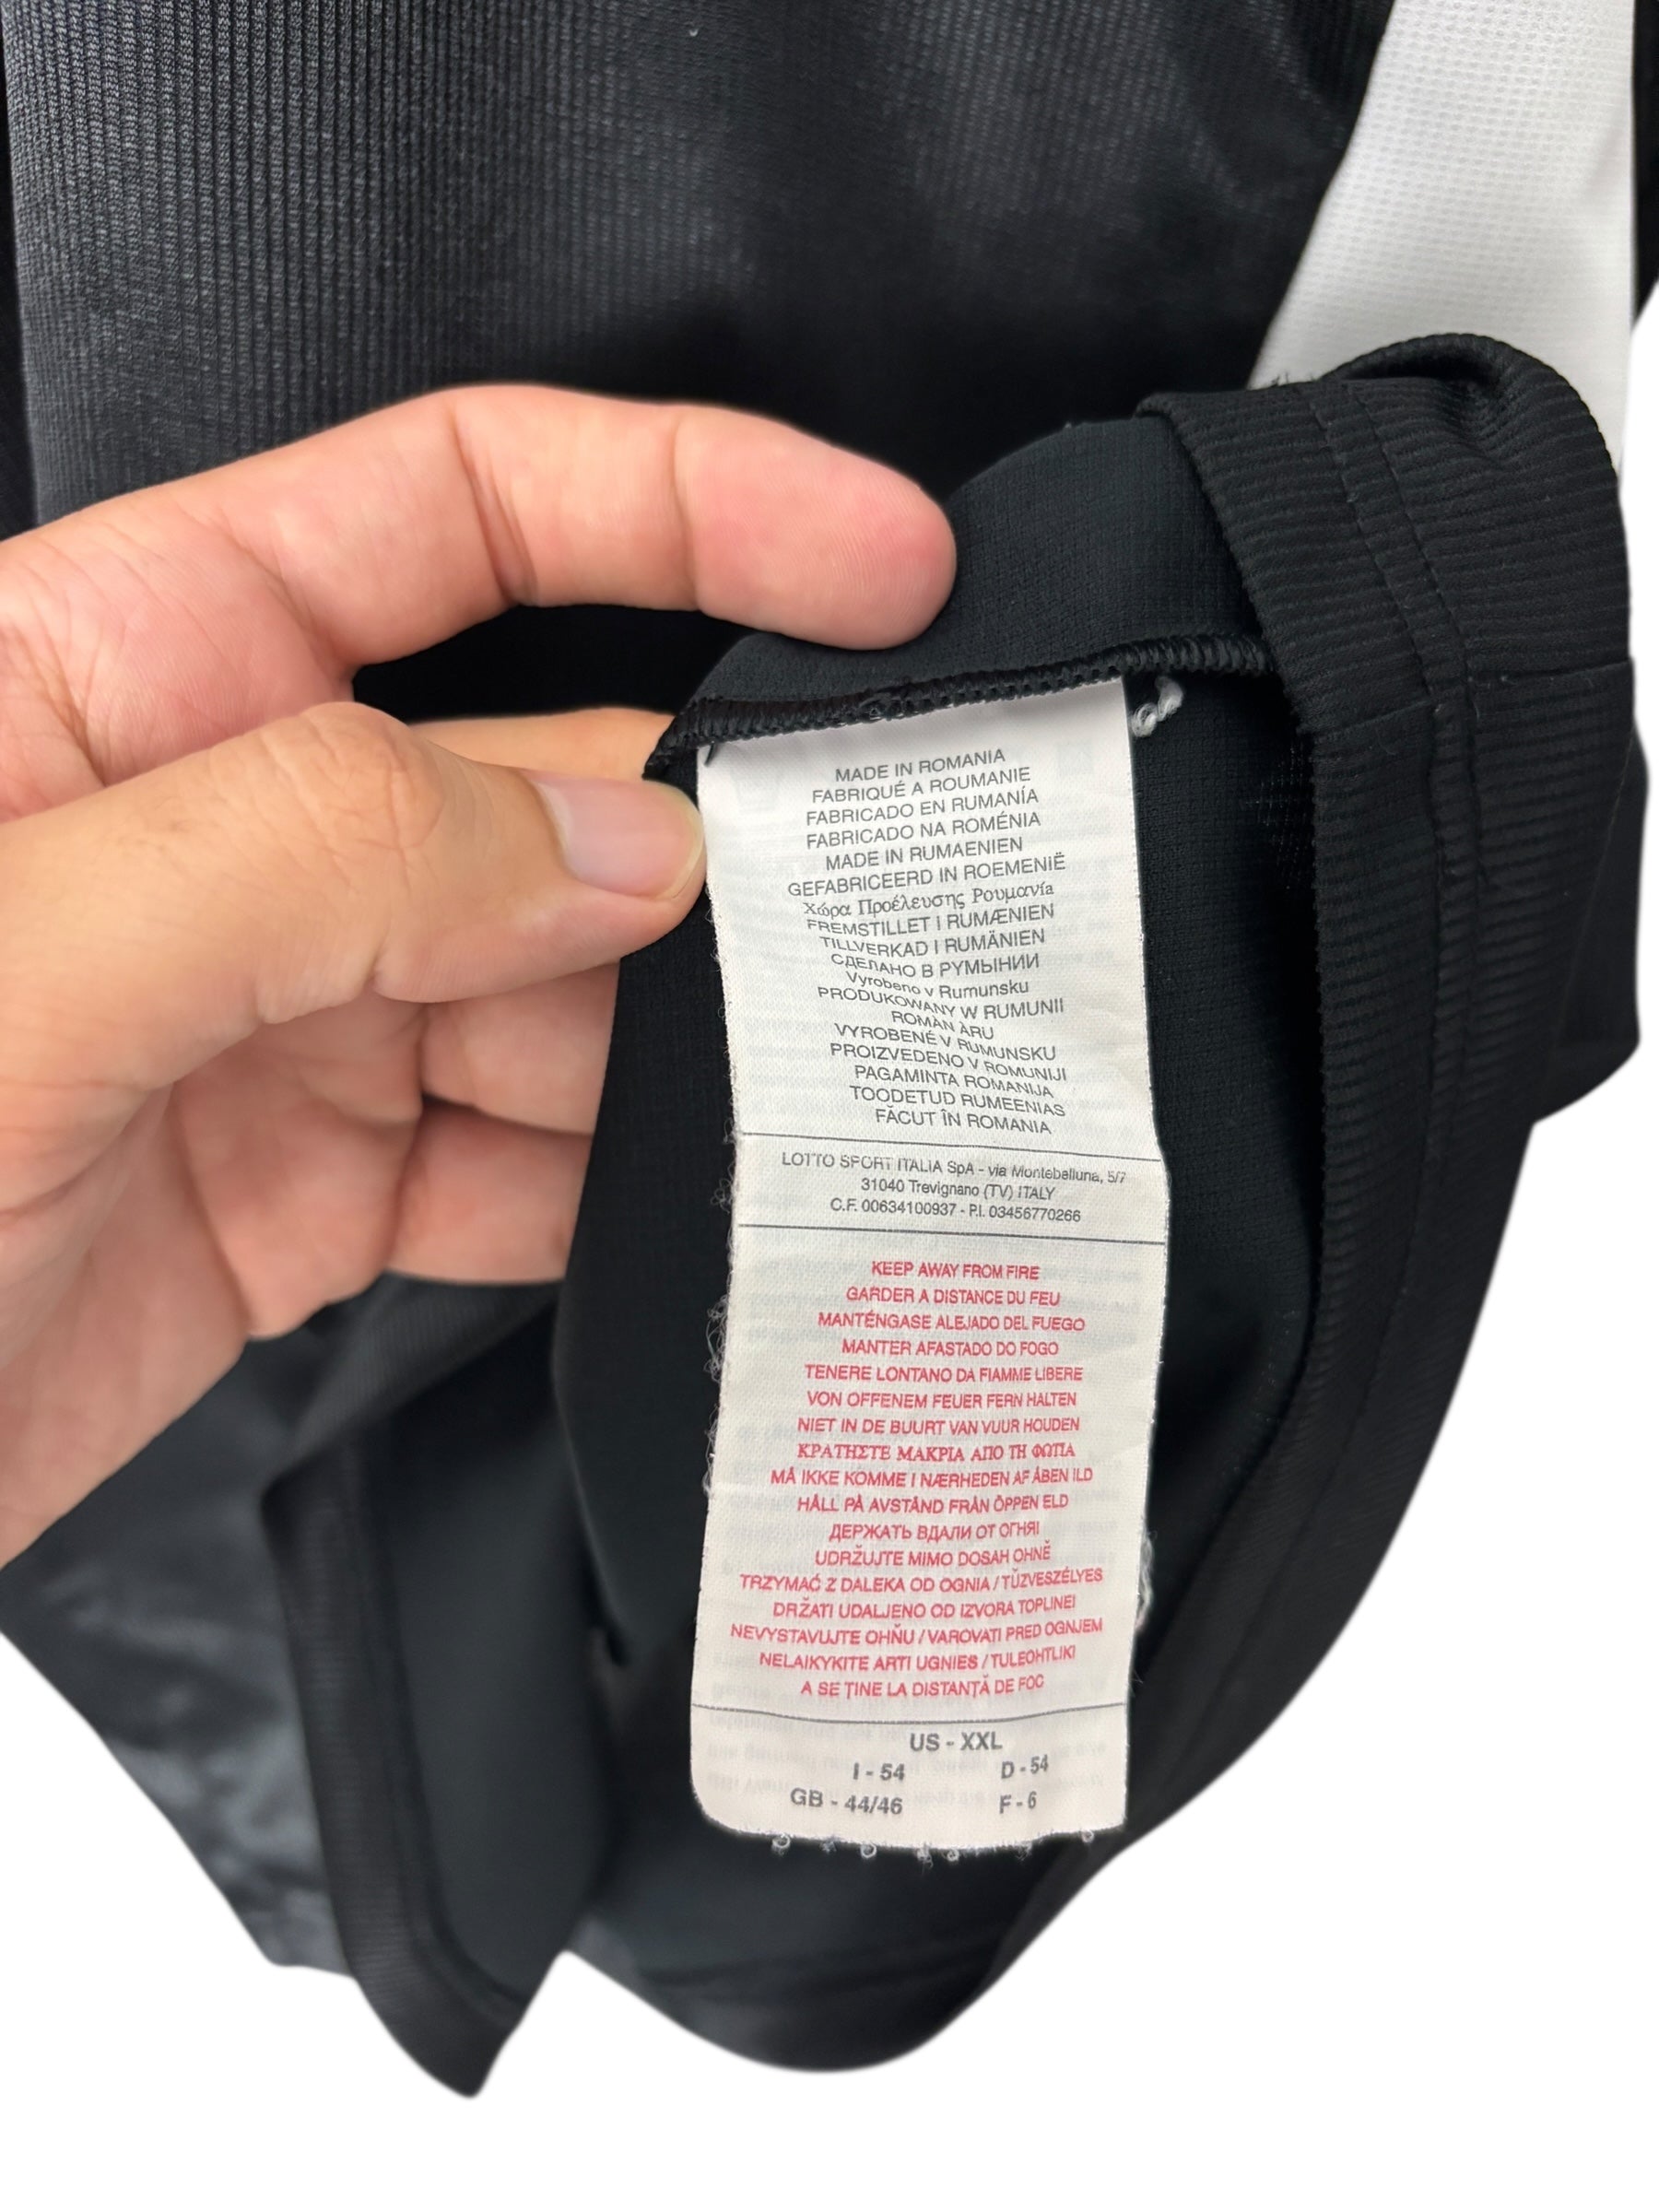 MADE IN ROMANIA
FABRIQUÉ A ROUMANIE
FABRICADO EN RUMANÍA
FABRICADO NA ROMÉNIA
MADE IN RUMAENIEN
GEFABRICEERD IN ROEMENIË
Χώρα Προέλευσης Ρουμανία
FREMSTILLET I RUMÆNIEN
TILLVERKAD I RUMÄNIEN
СДЕЛАНО В РУМЫНИИ
Vyrobeno v Rumunsku
PRODUKOWANY W RUMUNII
ROMÀN ÀRU
VYROBENÉ V RUMUNSKU
PROIZVEDENO V ROMUNIJI
PAGAMINTA ROMANIJA
TOODETUD RUMEENIAS
FĂCUT ÎN ROMANIA
LOTTO SPORT ITALIA SpA - via Montebelluna, 5/7
31040 Trevignano (TV) ITALY
C.F. 00634100937 - P.I. 03456770266
KEEP AWAY FROM FIRE
GARDER A DISTANCE DU FEU
MANTÉNGASE ALEJADO DEL FUEGO
MANTER AFASTADO DO FOGO
TENERE LONTANO DA FIAMME LIBERE
VON OFFENEM FEUER FERN HALTEN
NIET IN DE BUURT VAN VUUR HOUDEN
ΚΡΑΤΗΣΤΕ ΜΑΚΡΙΑ ΑΠΟ ΤΗ ΦΩΤΙΑ
MÅ IKKE KOMME I NÆRHEDEN AF ÅBEN ILD
HÅLL PÅ AVSTÅND FRÅN ÖPPEN ELD
ДЕРЖАТЬ ВДАЛИ ОТ ОГНЯ!
UDRŽUJTE MIMO DOSAH OHNĚ
TRZYMAĆ Z DALEKA OD OGNIA / TŰZVESZÉLYES
DRŽATI UDALJENO OD IZVORA TOPLINE!
NEVYSTAVUJTE OHŇU / VAROVATI PRED OGNJEM
NELAIKYKITE ARTI UGNIES / TULEOHTLIK!
A SE ŢINE LA DISTANŢĂ DE FOC
US - XXL
I - 54 D - 54
GB - 44/46 F - 6